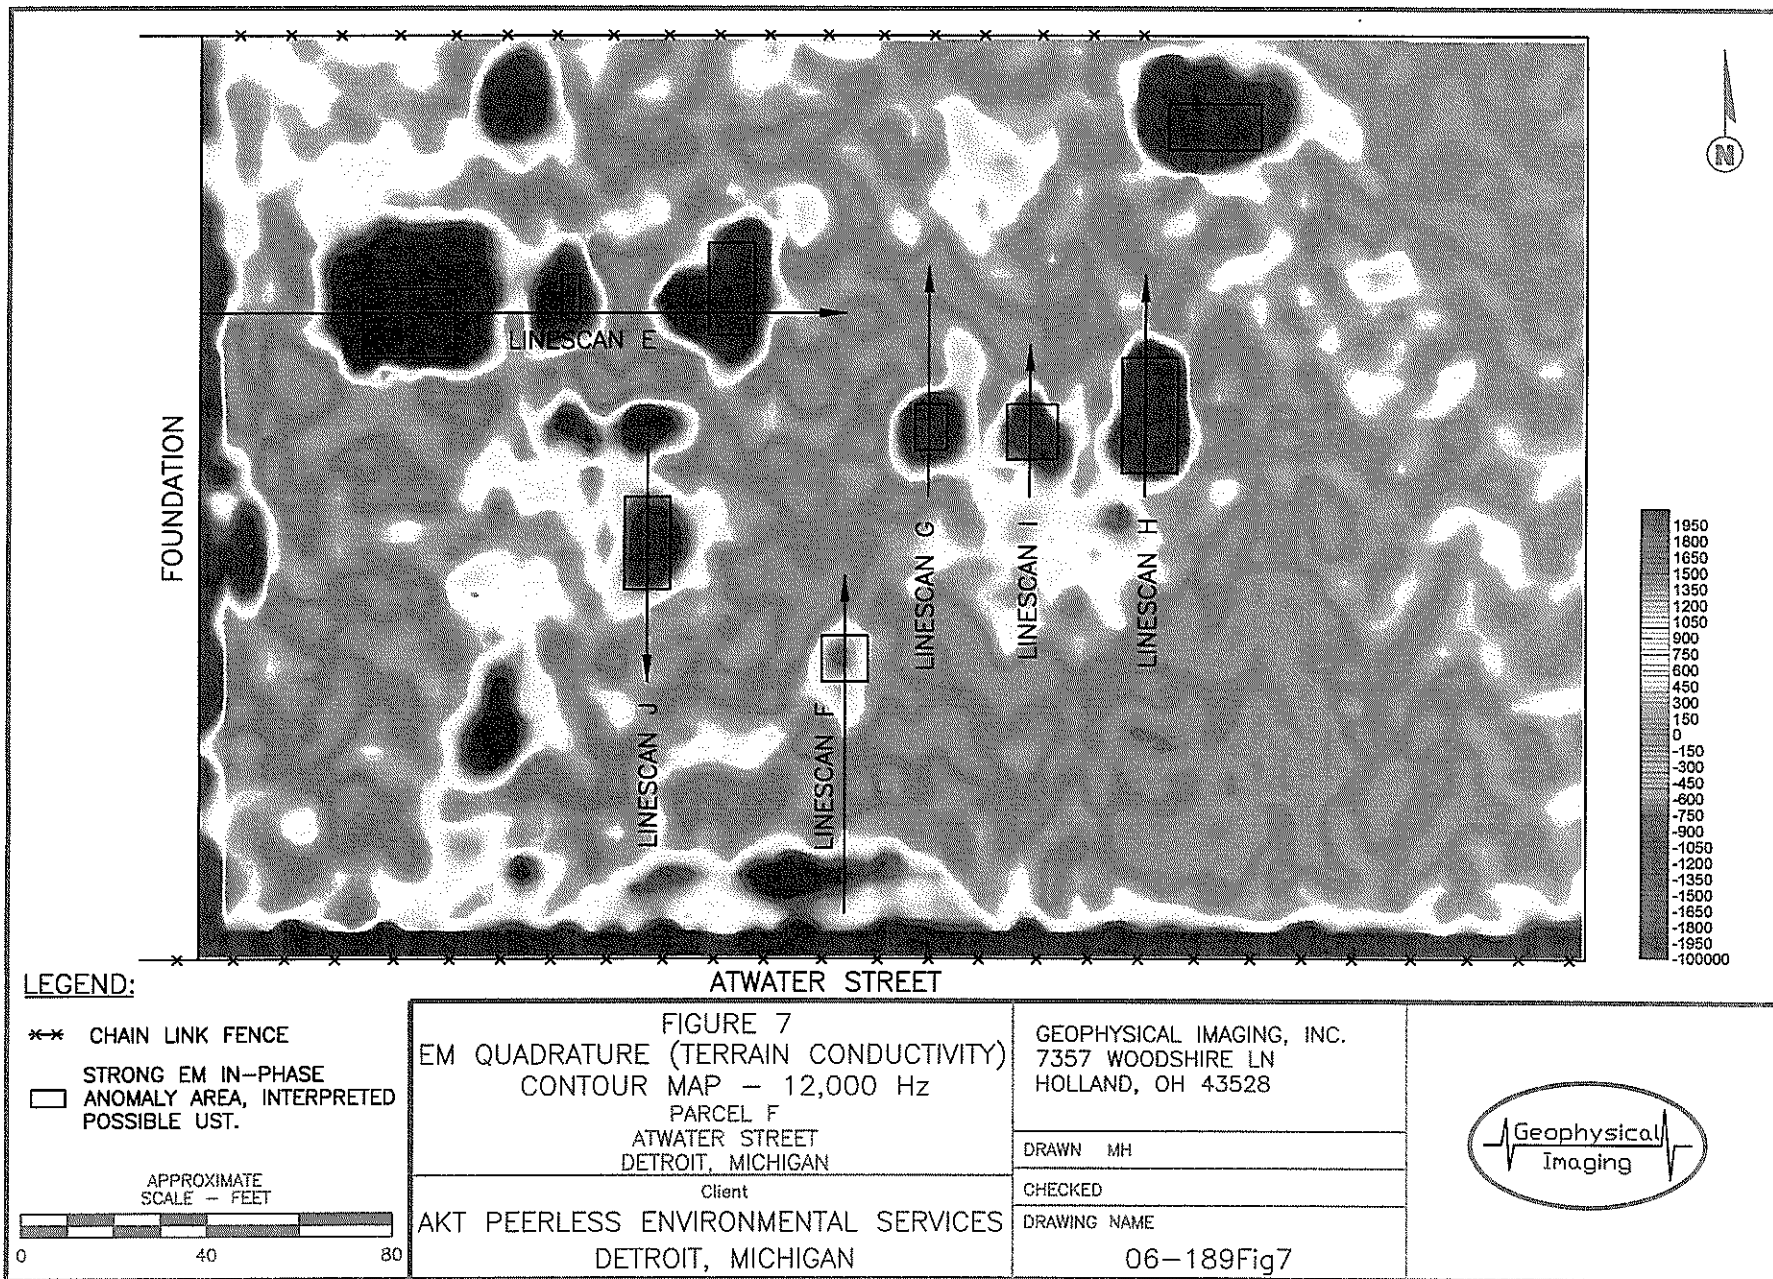 N
LINESCAN E
FOUNDATION
LINESCAN G
LINESCAN I
LINESCAN H
LINESCAN J
LINESCAN F
1950
1800
1650
1500
1350
1200
1050
900
750
600
450
300
150
0
-150
-300
-450
-600
-750
-900
-1050
-1200
-1350
-1500
-1650
-1800
-1950
-100000
ATWATER STREET
LEGEND:
CHAIN LINK FENCE
STRONG EM IN-PHASE
ANOMALY AREA, INTERPRETED
POSSIBLE UST.
APPROXIMATE
SCALE - FEET
0 40 80
FIGURE 7
EM QUADRATURE (TERRAIN CONDUCTIVITY)
CONTOUR MAP - 12,000 Hz
PARCEL F
ATWATER STREET
DETROIT, MICHIGAN
Client
AKT PEERLESS ENVIRONMENTAL SERVICES
DETROIT, MICHIGAN
GEOPHYSICAL IMAGING, INC.
7357 WOODSHIRE LN
HOLLAND, OH 43528
DRAWN MH
CHECKED
DRAWING NAME
06-189Fig7
Geophysical
Imaging